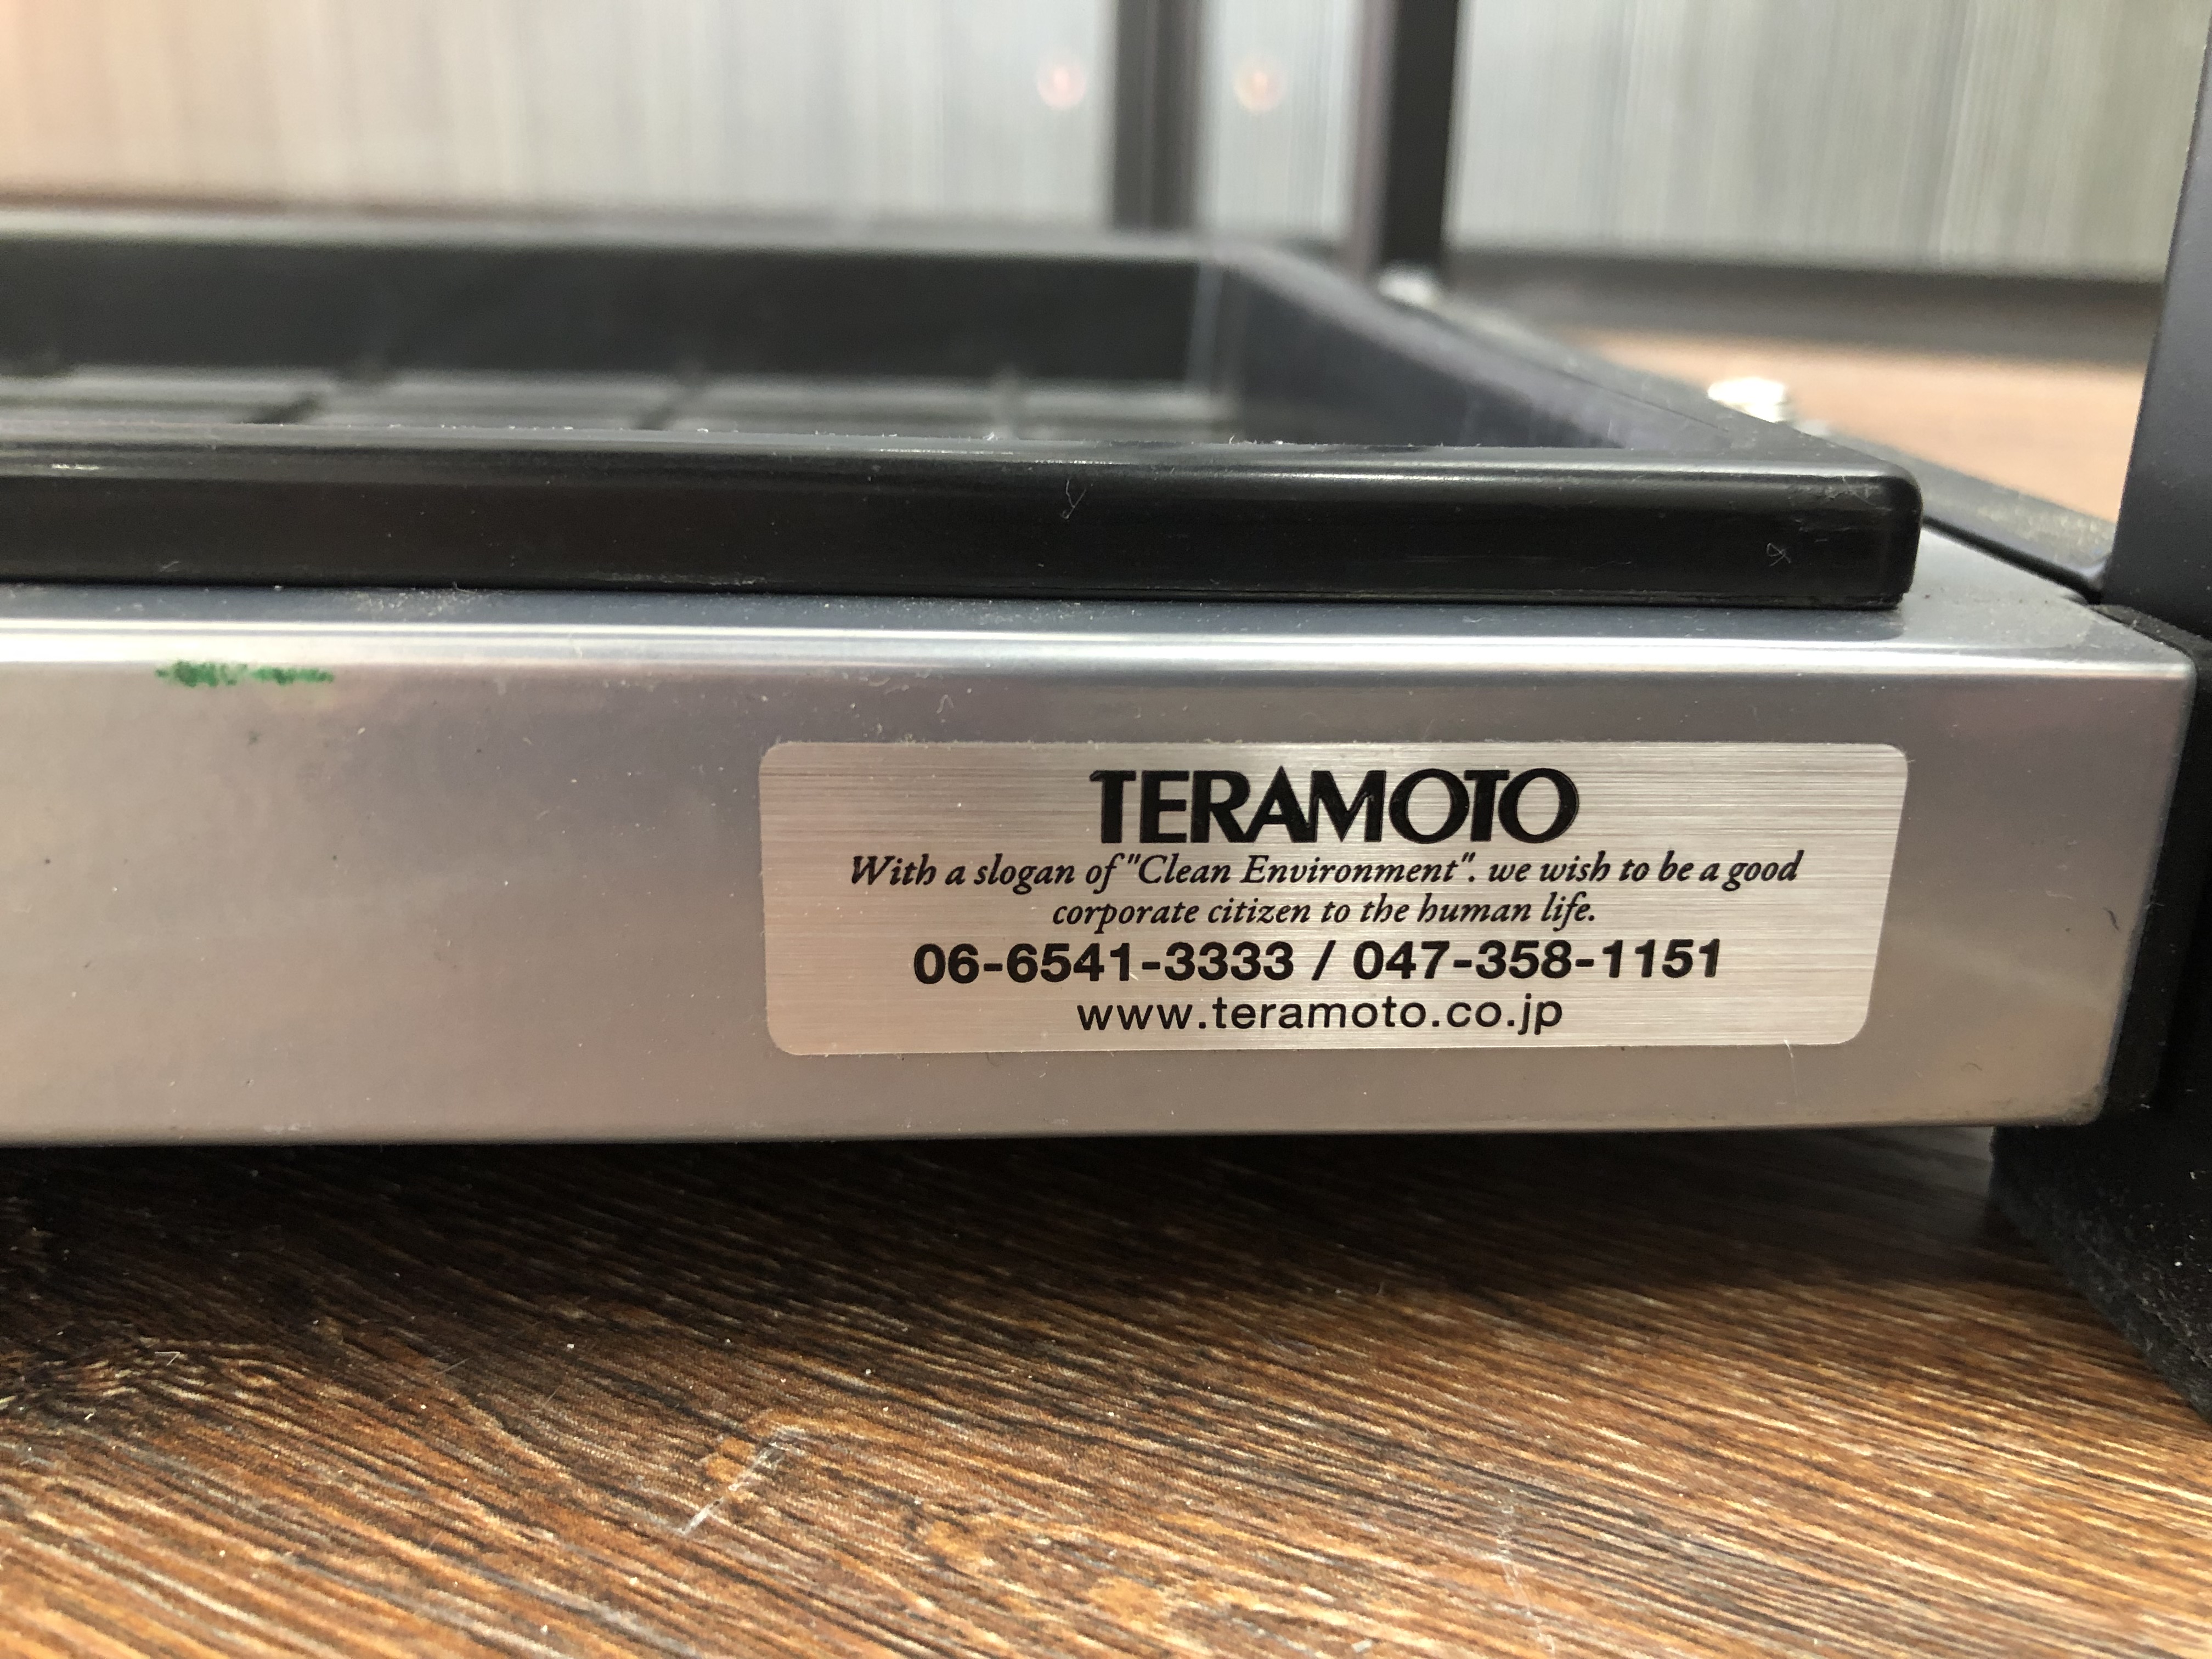 TERAMOTO
With a slogan of "Clean Environment". we wish to be a good
corporate citizen to the human life.
06-6541-3333 / 047-358-1151
www.teramoto.co.jp